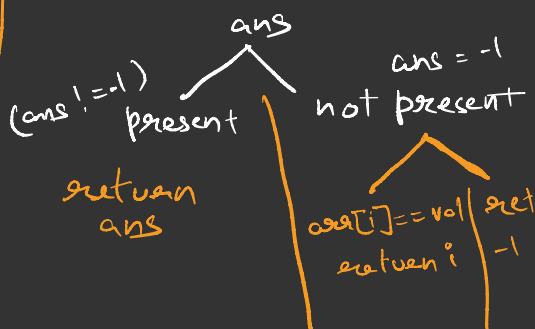 ans
(ans != -1)
present
ans = -1
not present
return
ans
arr[i]==val
return i
ret
-1